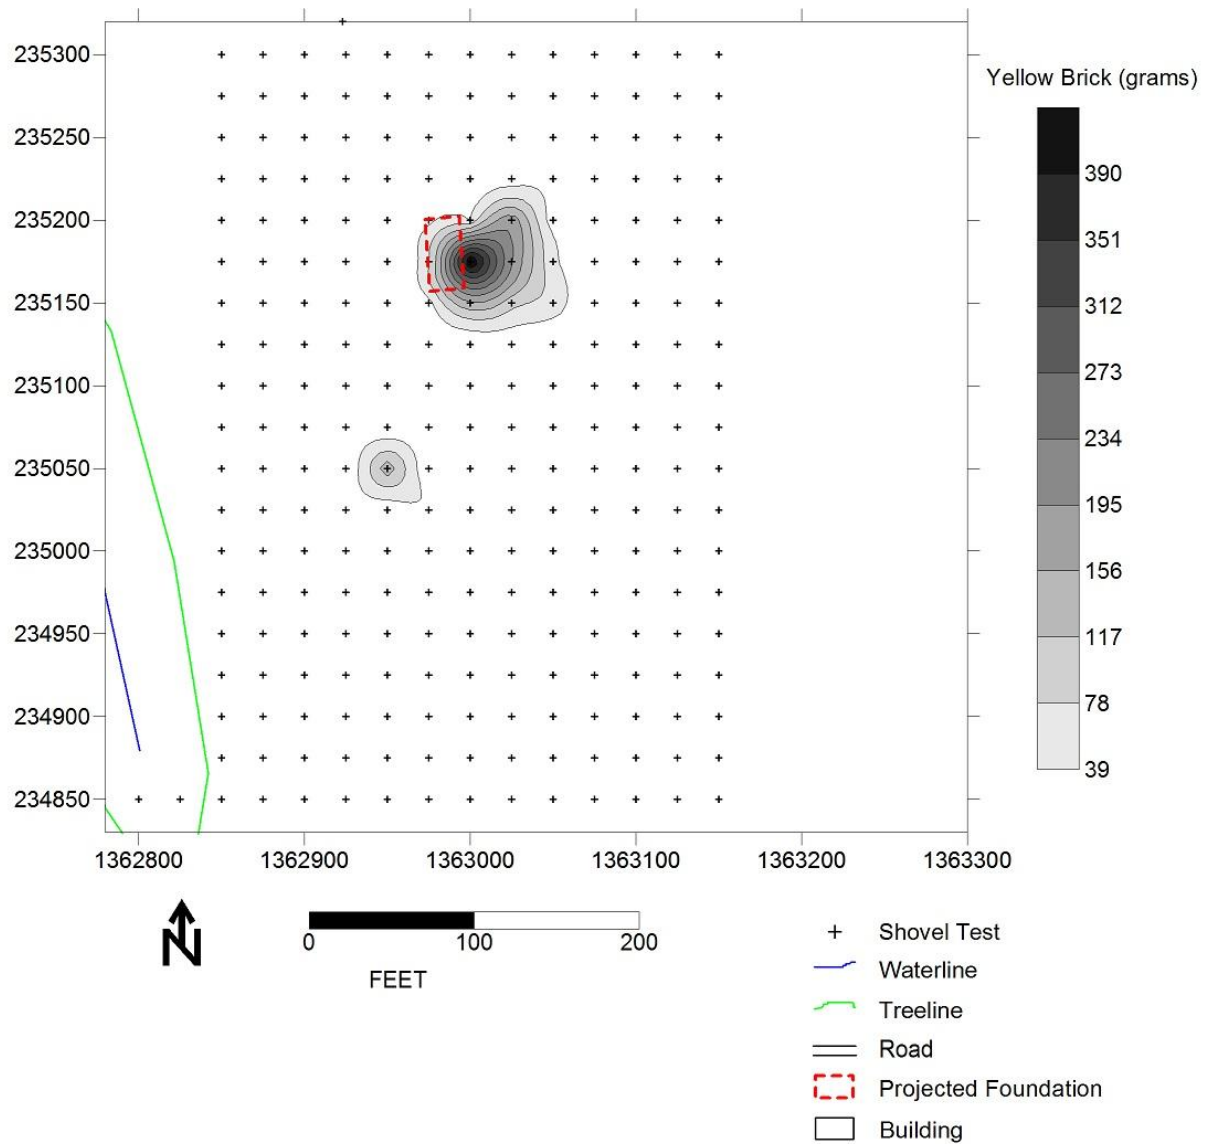 235300
235250
235200
235150
235100
235050
235000
234950
234900
234850
1362800 1362900 1363000 1363100 1363200 1363300
Yellow Brick (grams)
390
351
312
273
234
195
156
117
78
39
N
0 100 200
FEET
Shovel Test
Waterline
Treeline
Road
Projected Foundation
Building